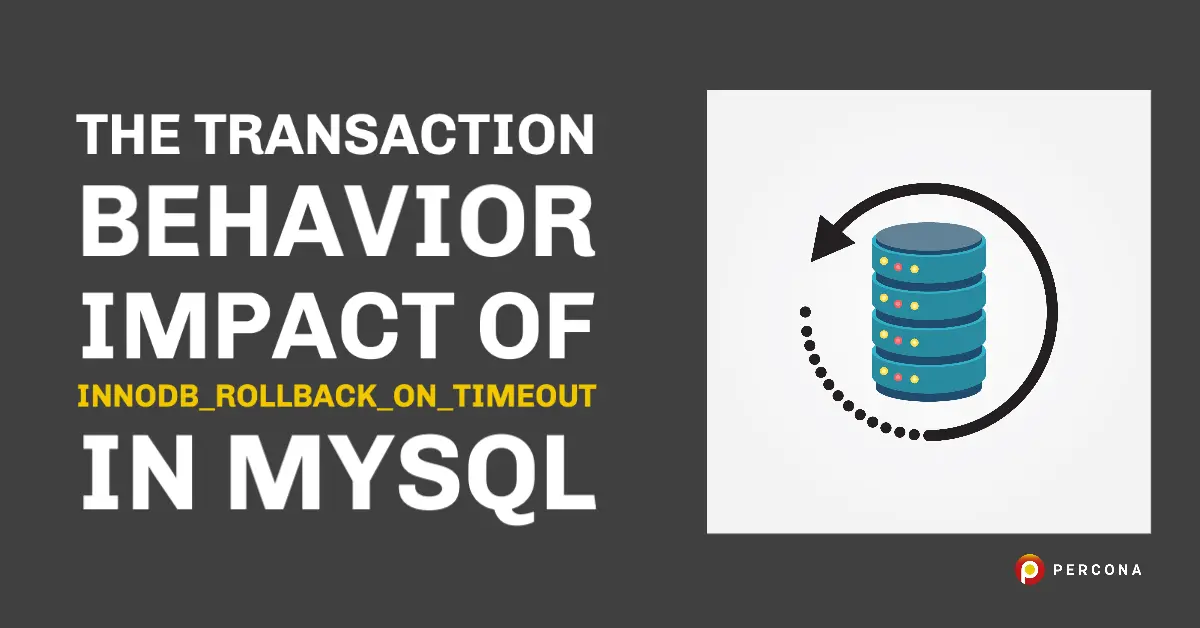 THE TRANSACTION
BEHAVIOR
IMPACT OF
INNODB_ROLLBACK_ON_TIMEOUT
IN MYSQL
PERCONA